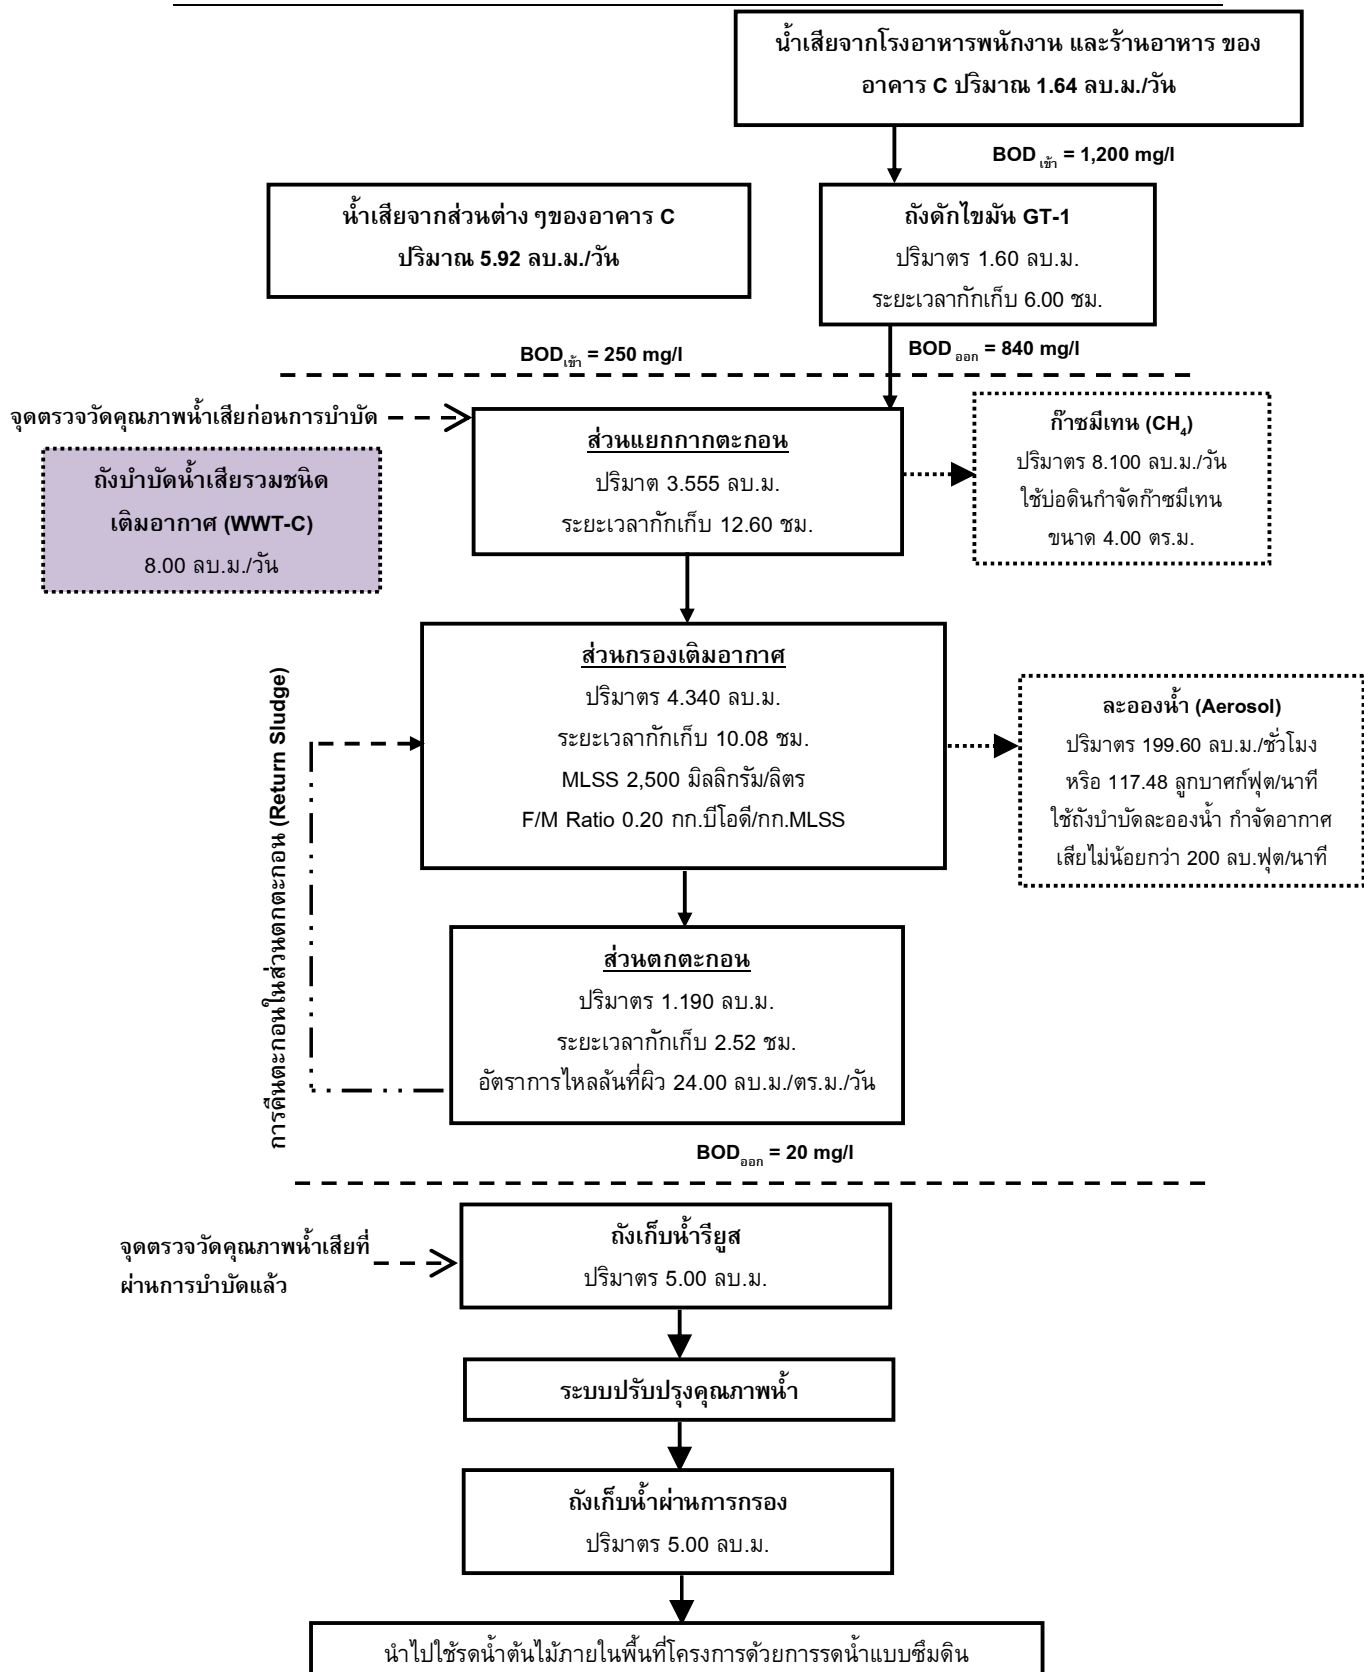 น้ำเสียจากโรงอาหารพนักงาน และร้านอาหาร ของ
อาคาร C ปริมาณ 1.64 ลบ.ม./วัน
BOD เข้า = 1,200 mg/l
น้ำเสียจากส่วนต่าง ๆของอาคาร C
ปริมาณ 5.92 ลบ.ม./วัน
ถังดักไขมัน GT-1
ปริมาตร 1.60 ลบ.ม.
ระยะเวลากักเก็บ 6.00 ชม.
BOD เข้า = 250 mg/l
BOD ออก = 840 mg/l
จุดตรวจวัดคุณภาพน้ำเสียก่อนการบำบัด
ส่วนแยกกากตะกอน
ปริมาต 3.555 ลบ.ม.
ระยะเวลากักเก็บ 12.60 ชม.
ก๊าซมีเทน (CH₄)
ปริมาตร 8.100 ลบ.ม./วัน
ใช้บ่อดินกำจัดก๊าซมีเทน
ขนาด 4.00 ตร.ม.
ถังบำบัดน้ำเสียรวมชนิด
เติมอากาศ (WWT-C)
8.00 ลบ.ม./วัน
ส่วนกรองเติมอากาศ
ปริมาตร 4.340 ลบ.ม.
ระยะเวลากักเก็บ 10.08 ชม.
MLSS 2,500 มิลลิกรัม/ลิตร
F/M Ratio 0.20 กก.บีโอดี/กก.MLSS
ละอองน้ำ (Aerosol)
ปริมาตร 199.60 ลบ.ม./ชั่วโมง
หริอ 117.48 ลูกบาศก์ฟุต/นาที
ใช้ถังบำบัดละอองน้ำ กำจัดอากาศ
เสียไม่น้อยกว่า 200 ลบ.ฟุต/นาที
การคืนตะกอนในส่วนตกตะกอน (Return Sludge)
ส่วนตกตะกอน
ปริมาตร 1.190 ลบ.ม.
ระยะเวลากักเก็บ 2.52 ชม.
อัตราการไหลล้นที่ผิว 24.00 ลบ.ม./ตร.ม./วัน
BODออก = 20 mg/l
จุดตรวจวัดคุณภาพน้ำเสียที่
ผ่านการบำบัดแล้ว
ถังเก็บน้ำรียูส
ปริมาตร 5.00 ลบ.ม.
ระบบปรับปรุงคุณภาพน้ำ
ถังเก็บน้ำผ่านการกรอง
ปริมาตร 5.00 ลบ.ม.
นำไปใช้รดน้ำต้นไม้ภายในพื้นที่โครงการด้วยการรดน้ำแบบซึมดิน